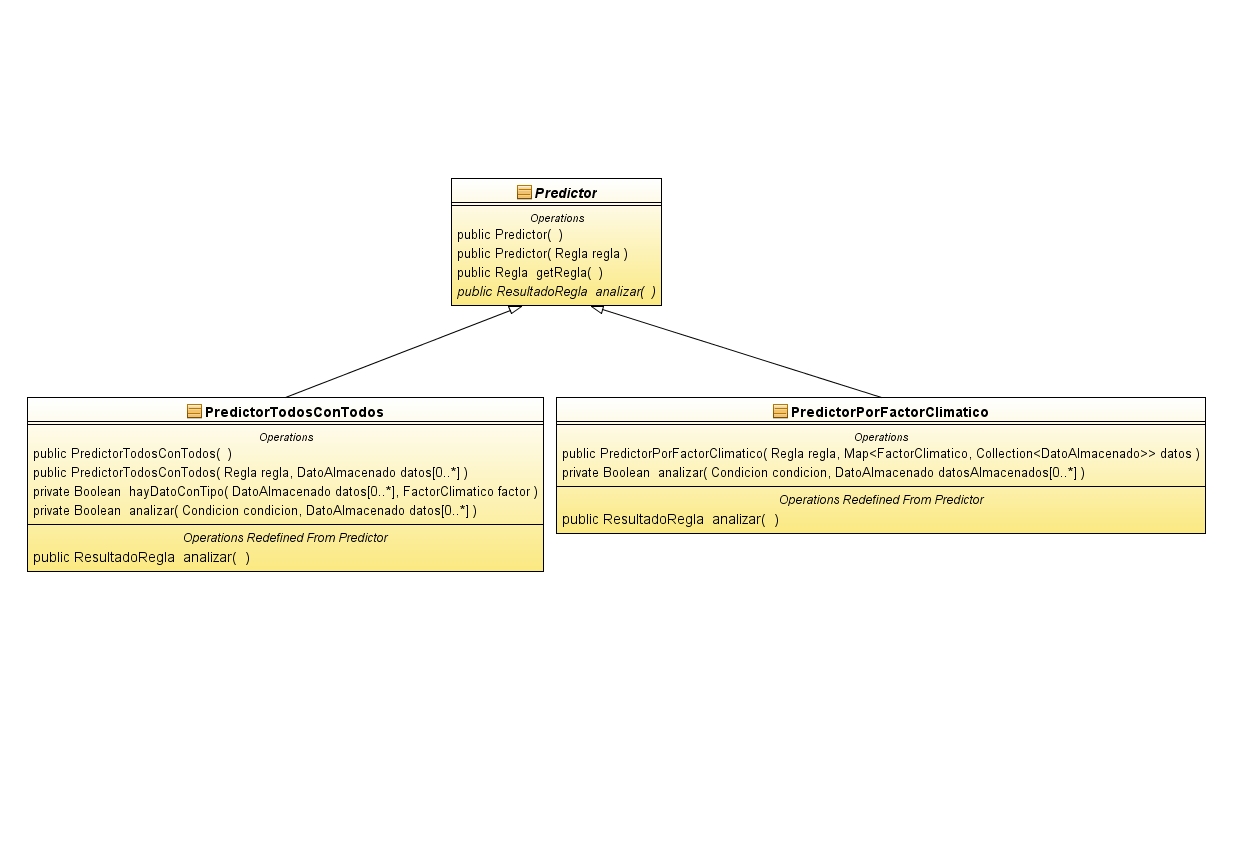 Predictor
Operations
public Predictor(  )
public Predictor( Regla regla )
public Regla  getRegla(  )
public ResultadoRegla  analizar(  )
PredictorTodosConTodos
Operations
public PredictorTodosConTodos(  )
public PredictorTodosConTodos( Regla regla, DatoAlmacenado datos[0..*] )
private Boolean  hayDatoConTipo( DatoAlmacenado datos[0..*], FactorClimatico factor )
private Boolean  analizar( Condicion condicion, DatoAlmacenado datos[0..*] )
Operations Redefined From Predictor
public ResultadoRegla  analizar(  )
PredictorPorFactorClimatico
Operations
public PredictorPorFactorClimatico( Regla regla, Map<FactorClimatico, Collection<DatoAlmacenado>> datos )
private Boolean  analizar( Condicion condicion, DatoAlmacenado datosAlmacenados[0..*] )
Operations Redefined From Predictor
public ResultadoRegla  analizar(  )